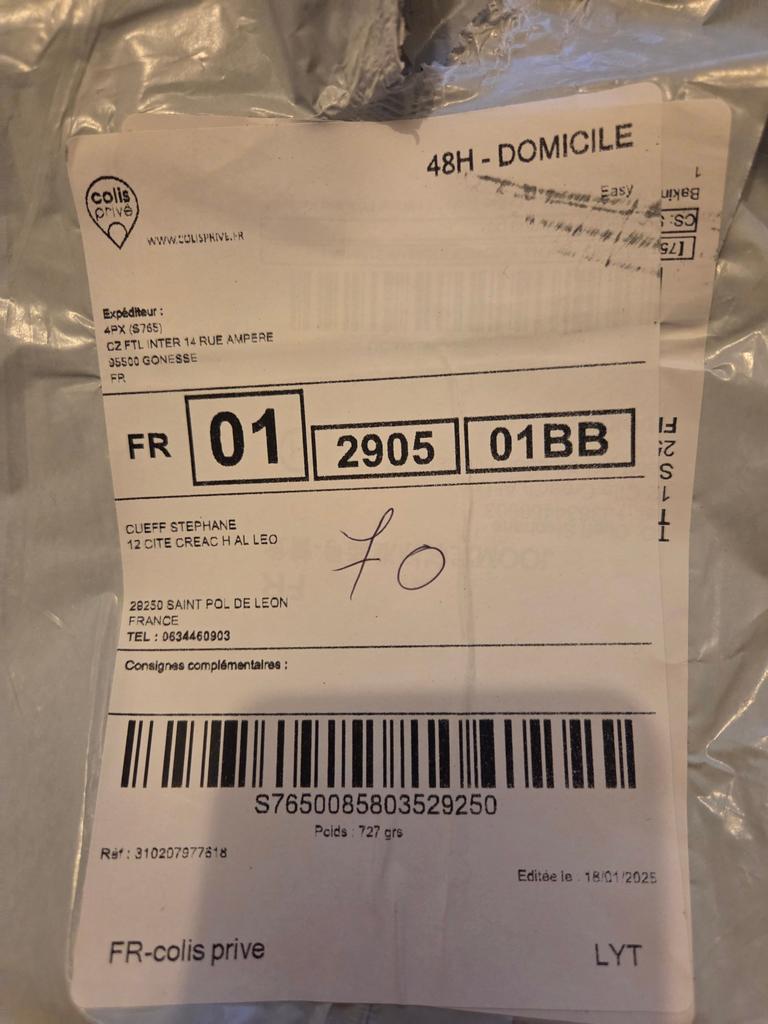 48H - DOMICILE
colis
privé
WWW.COLISPRIVE.FR
Easy
Bakin
CS:
[75
Expéditeur :
4PX (S765)
CZ FTL INTER 14 RUE AMPERE
95500 GONESSE
FR
FR 01 2905 01BB
CUEFF STEPHANE
12 CITE CREAC H AL LEO
70
29250 SAINT POL DE LEON
FRANCE
TEL : 0634460903
Consignes complémentaires :
S7650085803529250
Poids : 727 grs
Réf : 310207977618
Editée le : 18/01/2025
FR-colis prive LYT